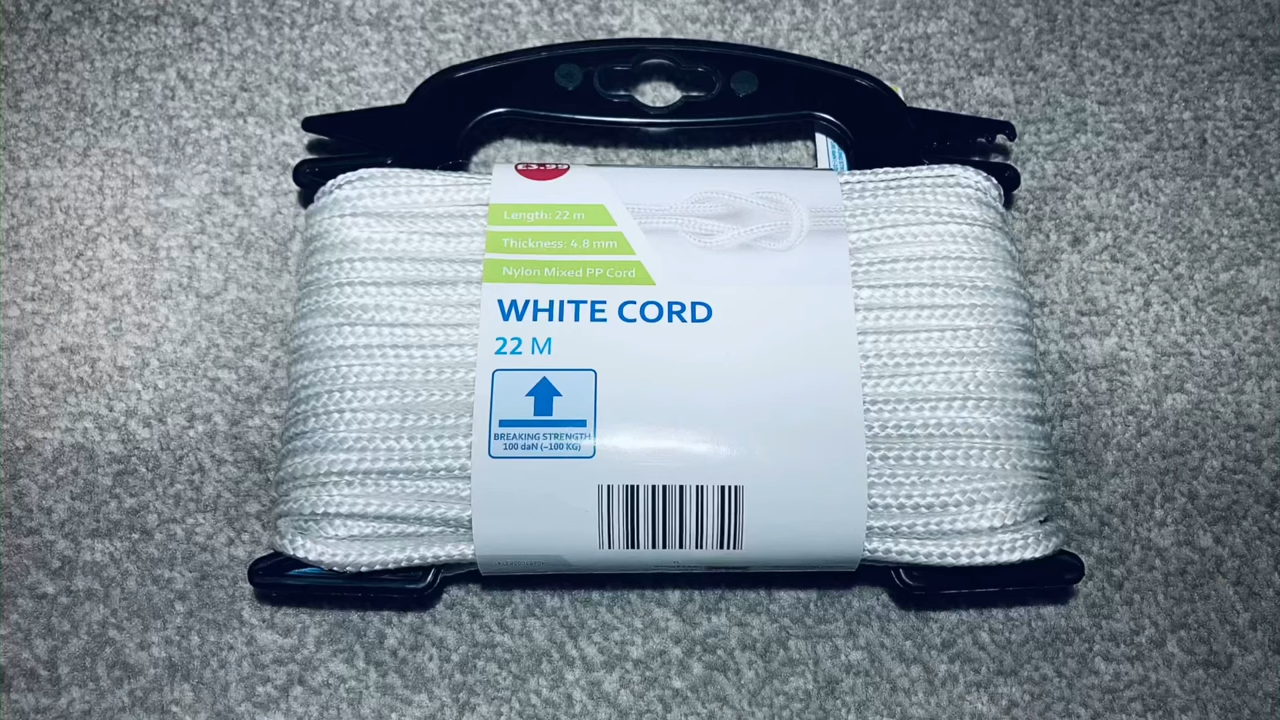 Length: 22 m
Thickness: 4.8 mm
Nylon Mixed PP Cord
WHITE CORD
22 M
BREAKING STRENGTH
100 daN (~100 KG)